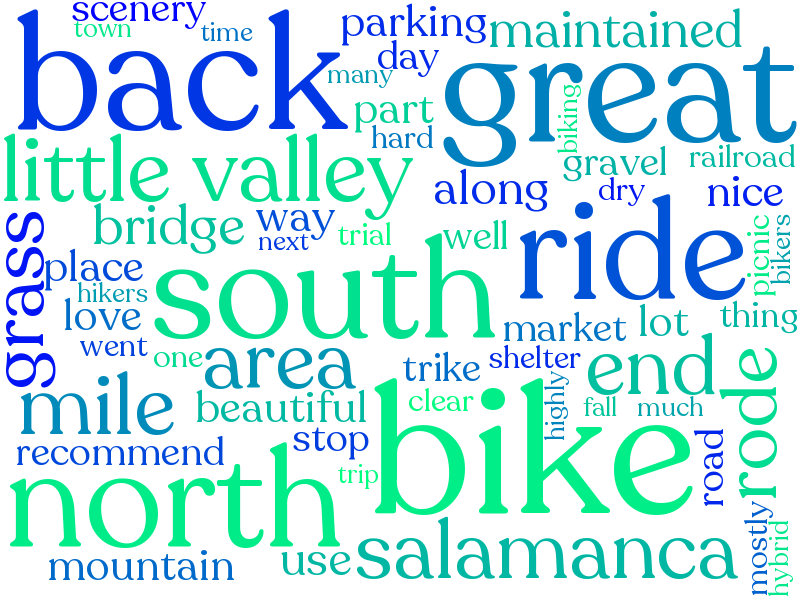 scenery
town
time
parking
maintained
back
day
great
many
part
hard
biking
gravel
railroad
little valley
along
dry
nice
bridge
way
next
trial
well
ride
picnic
bikers
grass
place
hikers
south
love
market
lot
thing
went
one
area
trike
shelter
end
mile
beautiful
clear
highly
fall
much
rode
recommend
stop
bike
road
north
trip
mostly
hybrid
mountain
use
salamanca